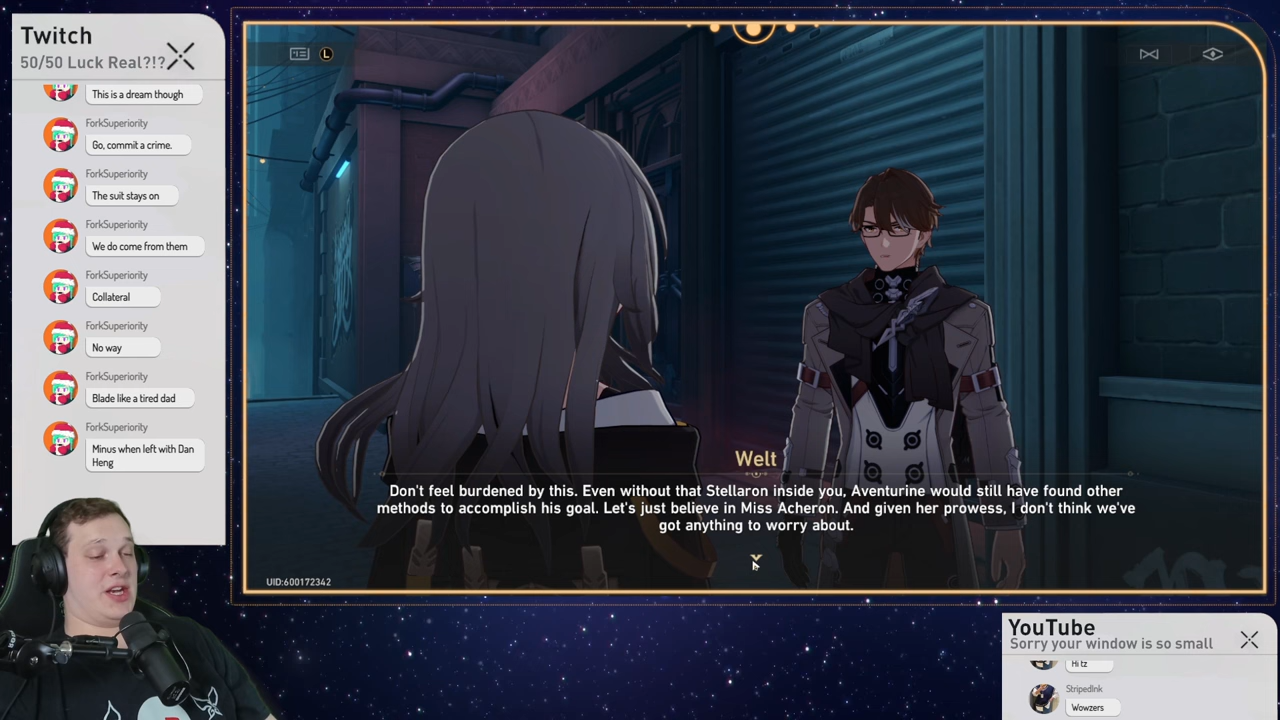 Twitch
50/50 Luck Real?!?
This is a dream though
ForkSuperiority
Go, commit a crime.
ForkSuperiority
The suit stays on
ForkSuperiority
We do come from them
ForkSuperiority
Collateral
ForkSuperiority
No way
ForkSuperiority
Blade like a tired dad
ForkSuperiority
Minus when left with Dan
Heng
L
Welt
Don't feel burdened by this. Even without that Stellaron inside you, Aventurine would still have found other
methods to accomplish his goal. Let's just believe in Miss Acheron. And given her prowess, I don't think we've
got anything to worry about.
UID:600172342
YouTube
Sorry your window is so small
Hi tz
StripedInk
Wowzers